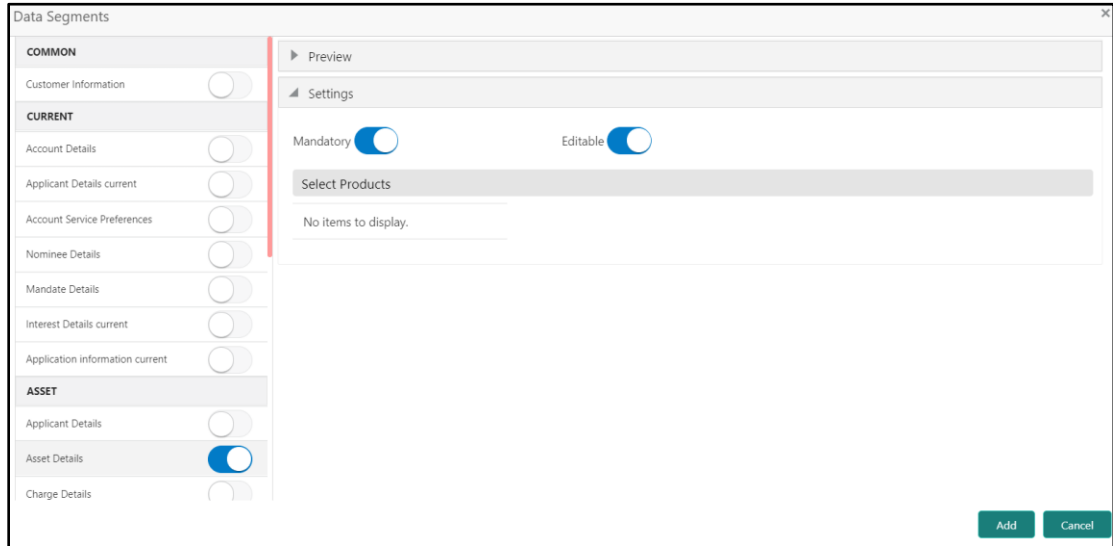 Data Segments
×
COMMON
Customer Information
CURRENT
Account Details
Applicant Details current
Account Service Preferences
Nominee Details
Mandate Details
Interest Details current
Application information current
ASSET
Applicant Details
Asset Details
Charge Details
Preview
Settings
Mandatory
Editable
Select Products
No items to display.
Add
Cancel